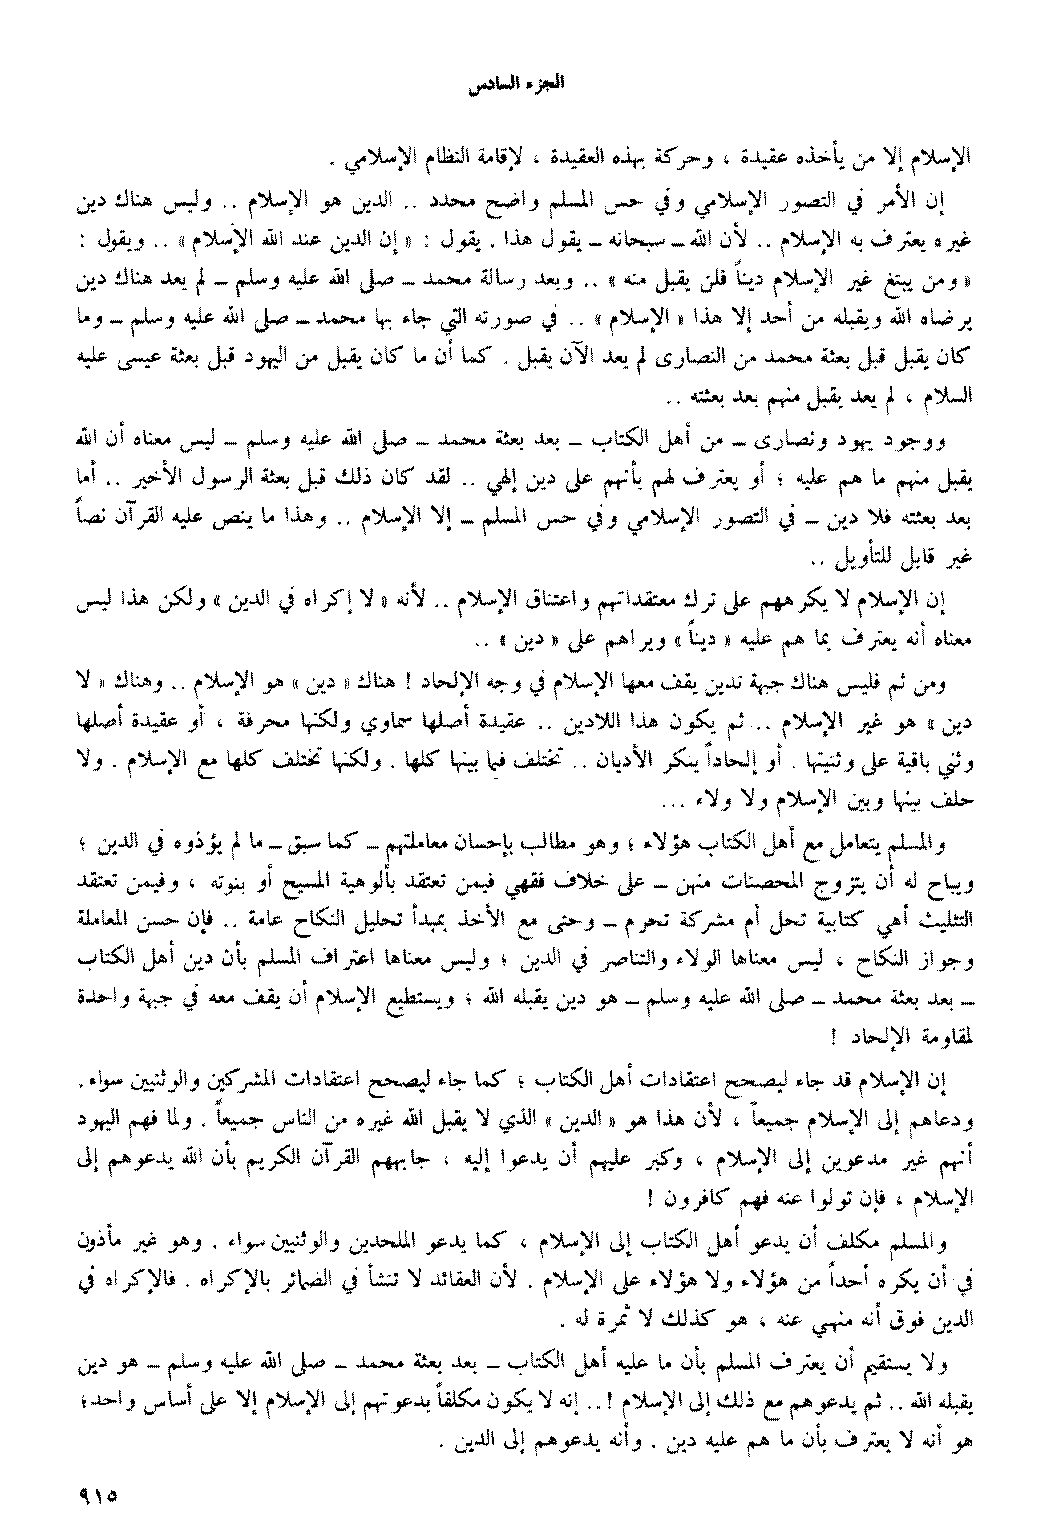 الجزء السادس
الإسلام إلا من يأخذه عقيدة ، وحركة بهذه العقيدة ، لإقامة النظام الإسلامي .
إن الأمر في التصور الإسلامي وفي حس المسلم واضح محدد .. الدين هو الإسلام .. وليس هناك دين
غيره يعترف به الإسلام .. لأن الله – سبحانه – يقول هذا . يقول : « إن الدين عند الله الإسلام » .. ويقول :
« ومن يبتغ غير الإسلام ديناً فلن يقبل منه » .. وبعد رسالة محمد – صلى الله عليه وسلم – لم يعد هناك دين
يرضاه الله ويقبله من أحد إلا هذا « الإسلام » .. في صورته التي جاء بها محمد – صلى الله عليه وسلم – وما
كان يقبل قبل بعثة محمد من النصارى لم يعد الآن يقبل . كما أن ما كان يقبل من اليهود قبل بعثة عيسى عليه
السلام ، لم يعد يقبل منهم بعد بعثته ..
ووجود يهود ونصارى – من أهل الكتاب – بعد بعثة محمد – صلى الله عليه وسلم – ليس معناه أن الله
يقبل منهم ما هم عليه ؛ أو يعترف لهم بأنهم على دين إلهي .. لقد كان ذلك قبل بعثة الرسول الأخير .. أما
بعد بعثته فلا دين – في التصور الإسلامي وفي حس المسلم – إلا الإسلام .. وهذا ما ينص عليه القرآن نصاً
غير قابل للتأويل ..
إن الإسلام لا يكرههم على ترك معتقداتهم واعتناق الإسلام .. لأنه « لا إكراه في الدين » ولكن هذا ليس
معناه أنه يعترف بما هم عليه « ديناً » ويراهم على « دين » ..
ومن ثم فليس هناك جبهة تدين يقف معها الإسلام في وجه الإلحاد ! هناك « دين » هو الإسلام .. وهناك « لا
دين » هو غير الإسلام .. ثم يكون هذا اللادين .. عقيدة أصلها سماوي ولكنها محرفة ، أو عقيدة أصلها
وثني باقية على وثنيتها . أو إلحاداً ينكر الأديان .. تختلف فيما بينها كلها . ولكنها تختلف كلها مع الإسلام . ولا
حلف بينها وبين الإسلام ولا ولاء ...
والمسلم يتعامل مع أهل الكتاب هؤلاء ؛ وهو مطالب بإحسان معاملتهم – كما سبق – ما لم يؤذوه في الدين ؛
ويباح له أن يتزوج المحصنات منهن – على خلاف فقهي فيمن تعتقد بألوهية المسيح أو بنوته ، وفيمن تعتقد
التثليث أهي كتابية تحل أم مشركة تحرم – وحتى مع الأخذ بمبدأ تحليل النكاح عامة .. فإن حسن المعاملة
وجواز النكاح ، ليس معناها الولاء والتناصر في الدين ؛ وليس معناها اعتراف المسلم بأن دين أهل الكتاب
– بعد بعثة محمد – صلى الله عليه وسلم – هو دين يقبله الله ؛ ويستطيع الإسلام أن يقف معه في جبهة واحدة
لمقاومة الإلحاد !
إن الإسلام قد جاء ليصحح اعتقادات أهل الكتاب ؛ كما جاء ليصحح اعتقادات المشركين والوثنيين سواء .
ودعاهم إلى الإسلام جميعاً ، لأن هذا هو « الدين » الذي لا يقبل الله غيره من الناس جميعاً . ولما فهم اليهود
أنهم غير مدعوين إلى الإسلام ، وكبر عليهم أن يدعوا إليه ، جابههم القرآن الكريم بأن الله يدعوهم إلى
الإسلام ، فإن تولوا عنه فهم كافرون !
والمسلم مكلف أن يدعو أهل الكتاب إلى الإسلام ، كما يدعو الملحدين والوثنيين سواء . وهو غير مأذون
في أن يكره أحداً من هؤلاء ولا هؤلاء على الإسلام . لأن العقائد لا تنشأ في الضمائر بالإكراه . فالإكراه في
الدين فوق أنه منهي عنه ، هو كذلك لا ثمرة له .
ولا يستقيم أن يعترف المسلم بأن ما عليه أهل الكتاب – بعد بعثة محمد – صلى الله عليه وسلم – هو دين
يقبله الله .. ثم يدعوهم مع ذلك إلى الإسلام ! .. إنه لا يكون مكلفاً بدعوتهم إلى الإسلام إلا على أساس واحد ؛
هو أنه لا يعترف بأن ما هم عليه دين . وأنه يدعوهم إلى الدين .
٩١٥